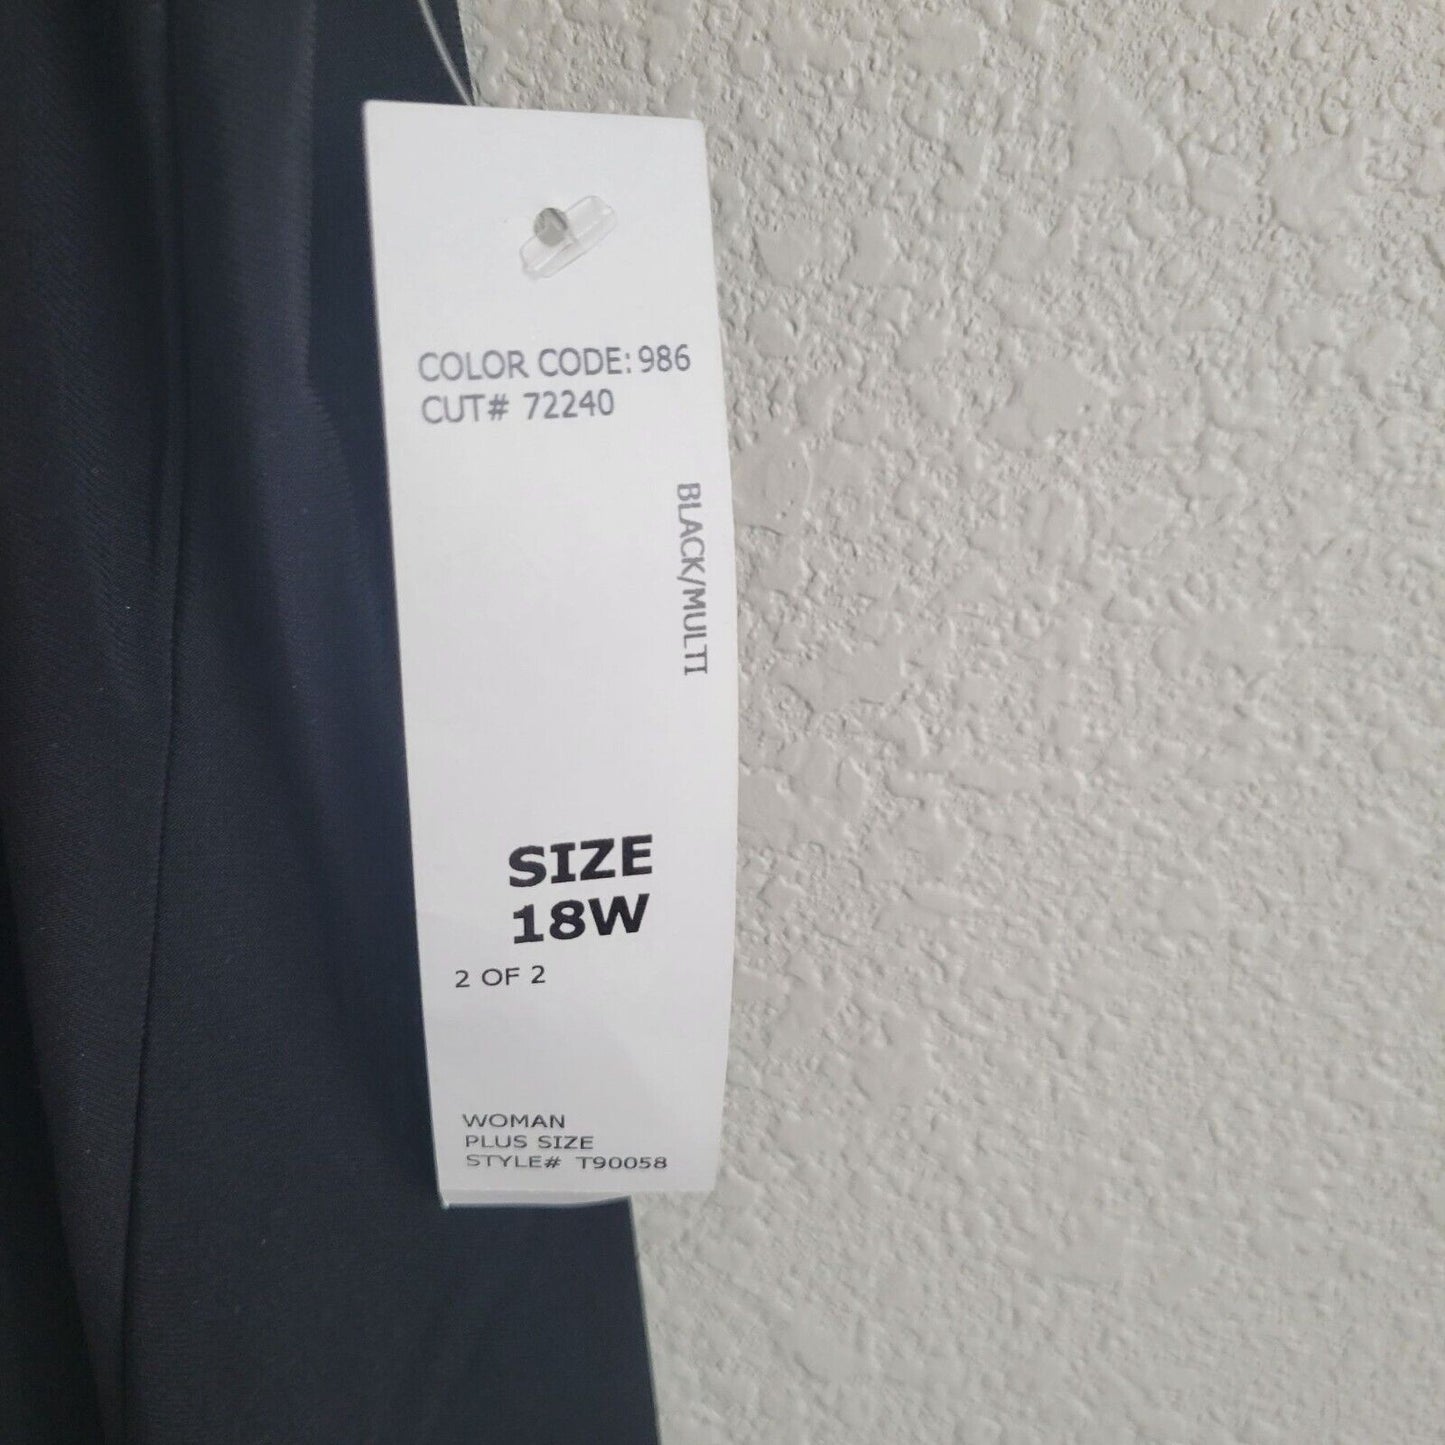 COLOR CODE: 986
CUT# 72240
BLACK/MULTI
SIZE
18W
2 OF 2
WOMAN
PLUS SIZE
STYLE# T90058